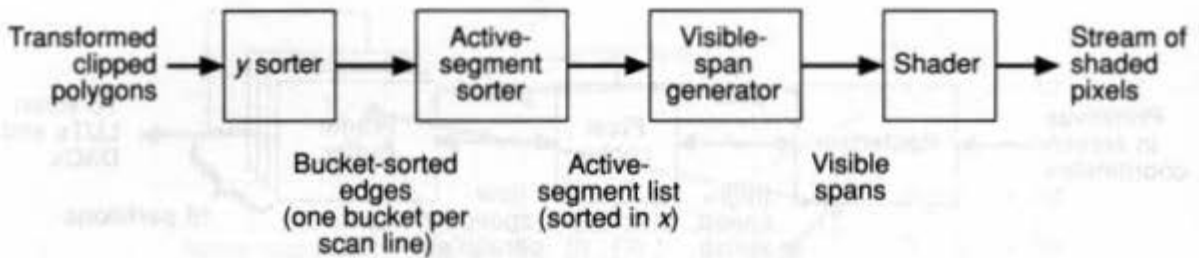 Transformed
clipped
polygons
y sorter
Active-
segment
sorter
Visible-
span
generator
Shader
Stream of
shaded
pixels
Bucket-sorted
edges
(one bucket per
scan line)
Active-
segment list
(sorted in x)
Visible
spans